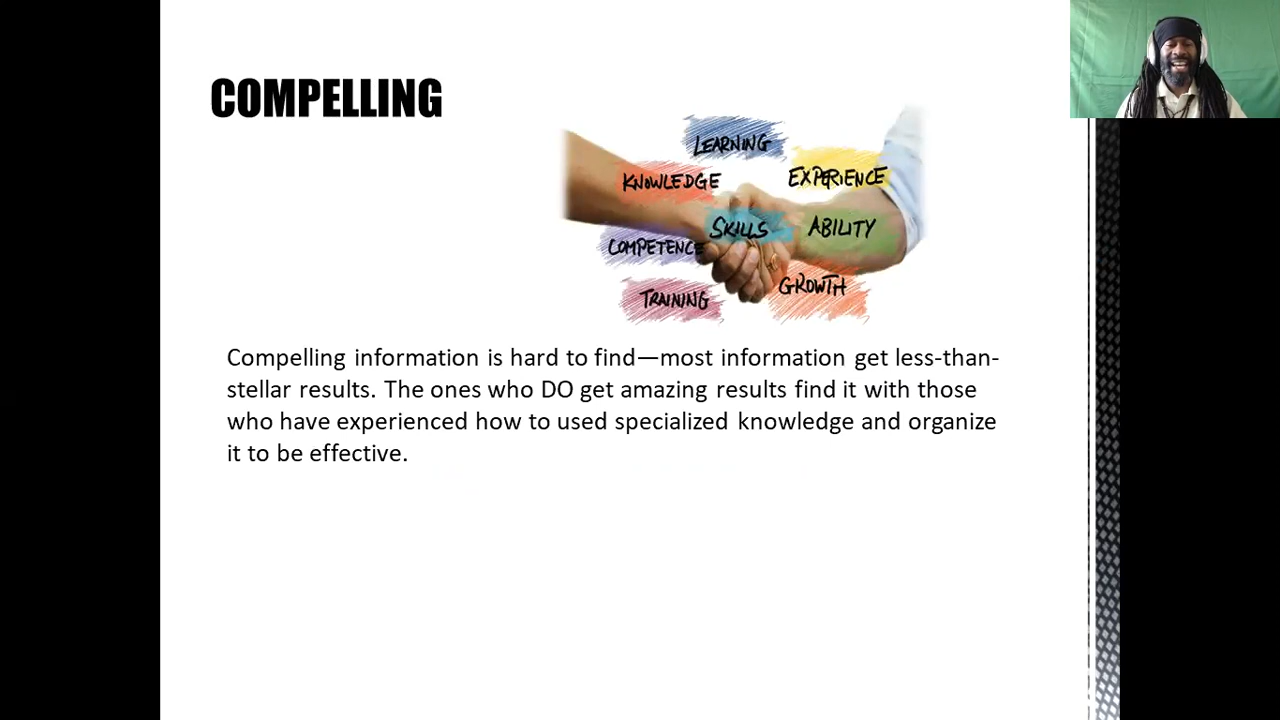 COMPELLING
LEARNING
KNOWLEDGE
EXPERIENCE
SKILLS
ABILITY
COMPETENCE
GROWTH
TRAINING
Compelling information is hard to find—most information get less-than-
stellar results. The ones who DO get amazing results find it with those
who have experienced how to used specialized knowledge and organize
it to be effective.